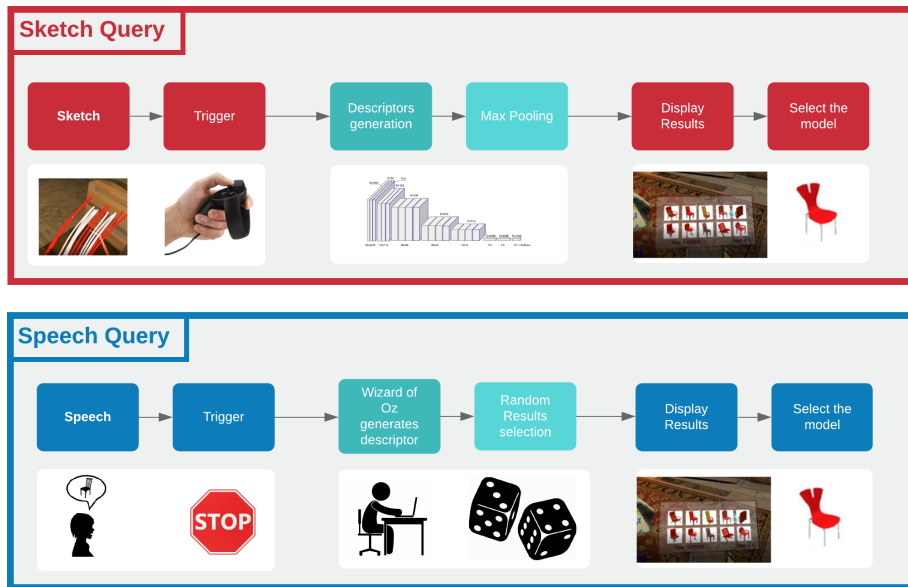 Sketch Query
Sketch
Trigger
Descriptors
generation
Max Pooling
Display
Results
Select the
model
Speech Query
Speech
Trigger
Wizard of
Oz
generates
descriptor
Random
Results
selection
Display
Results
Select the
model
STOP